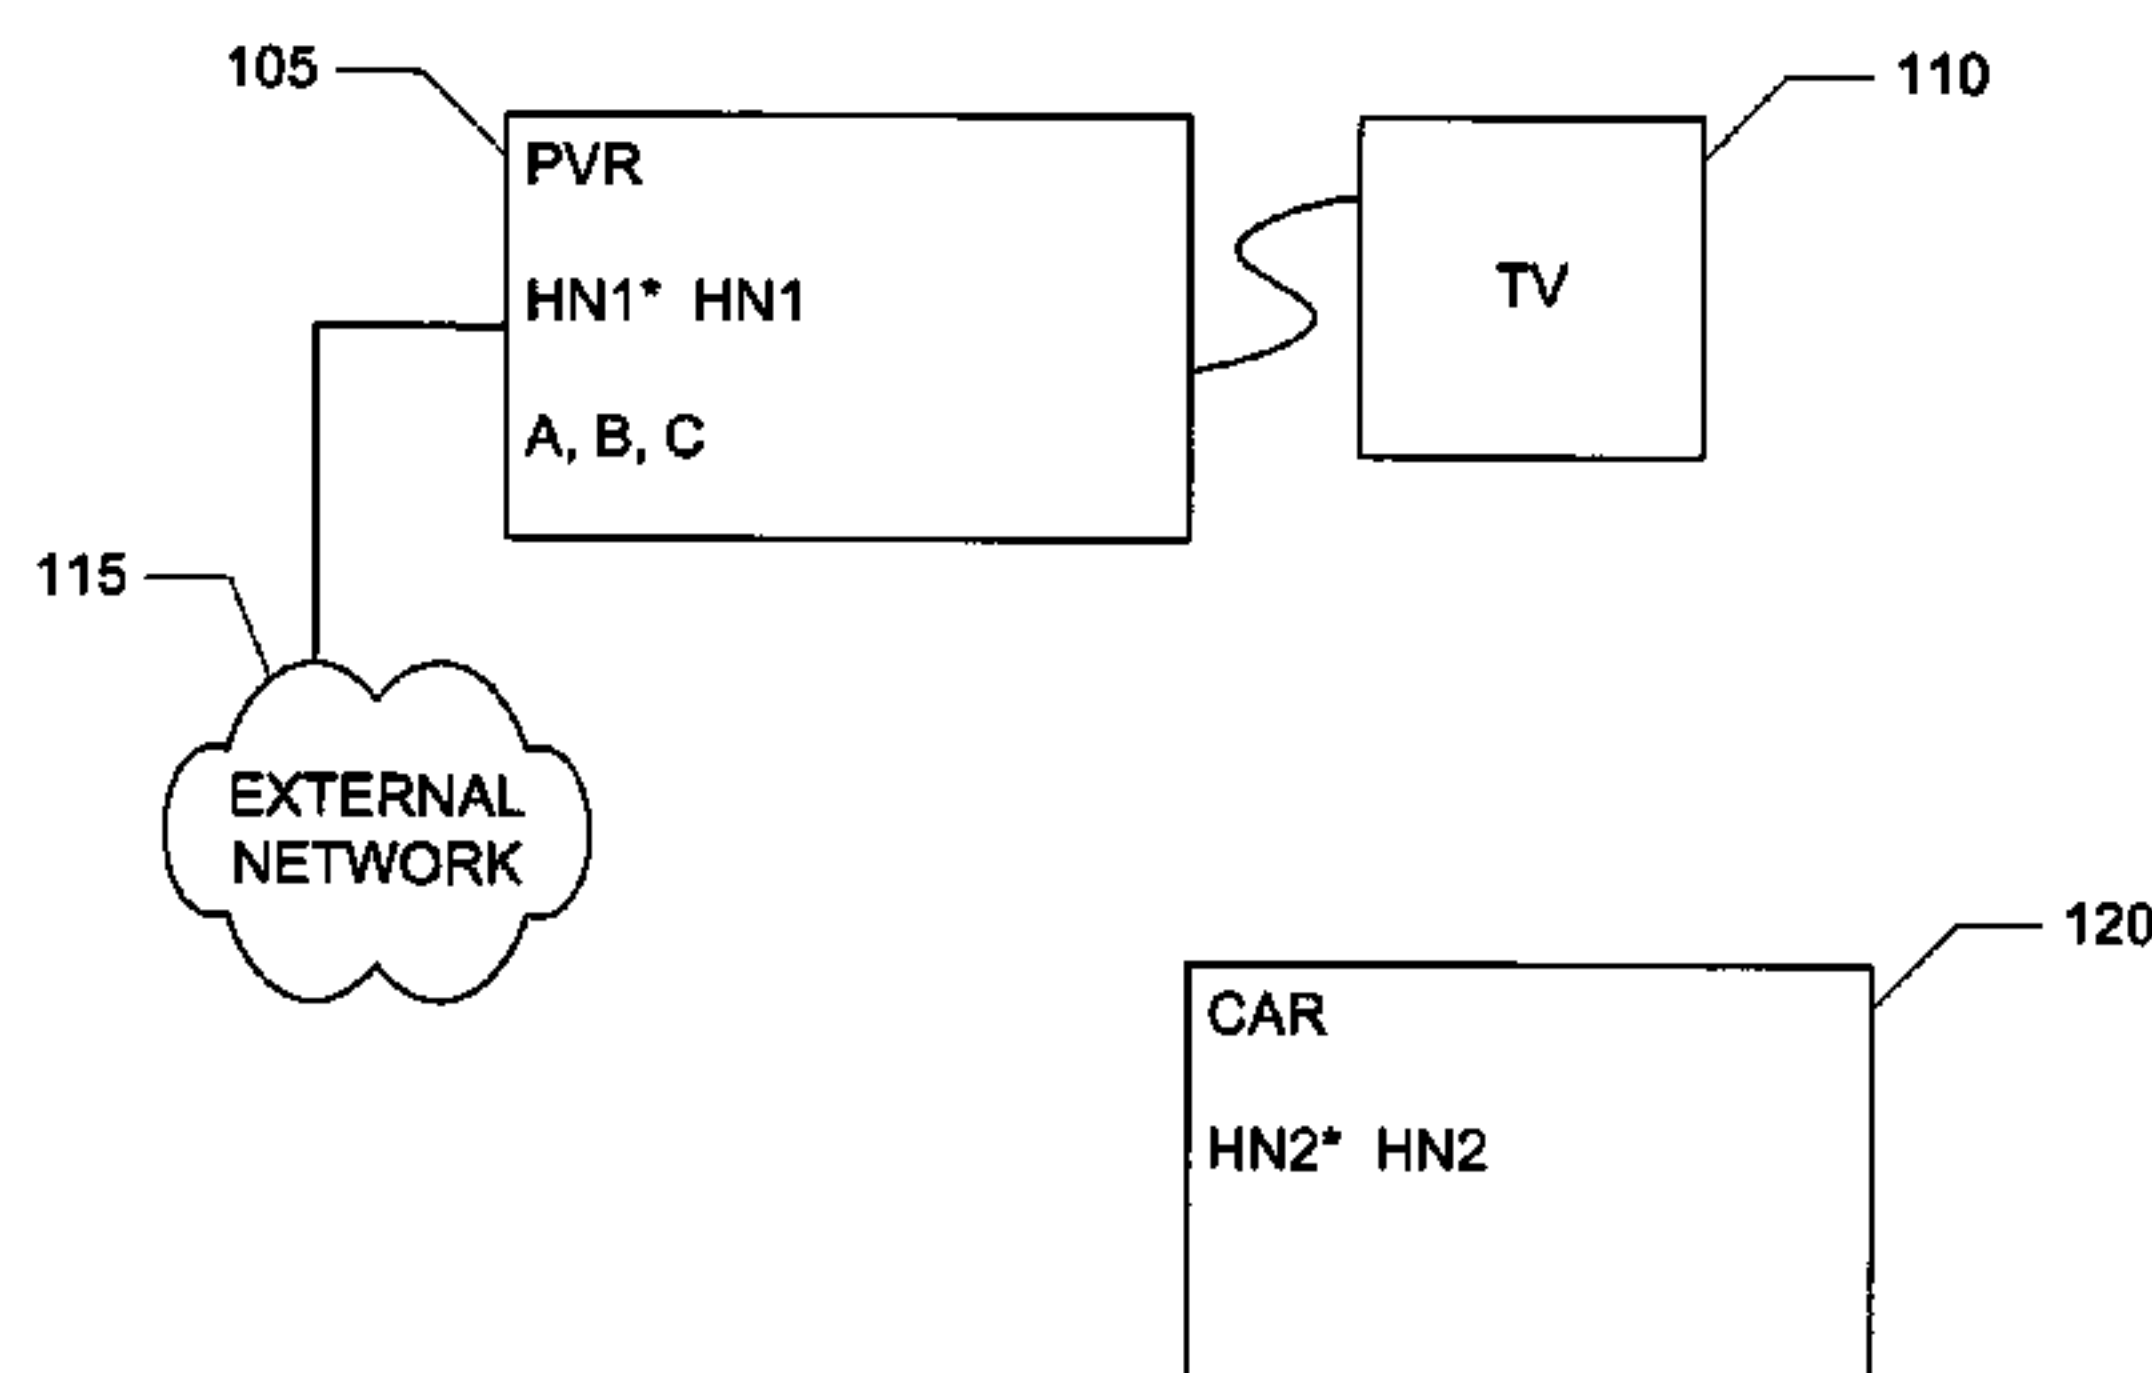 105
110
PVR
TV
HN1* HN1
A, B, C
115
EXTERNAL
NETWORK
120
CAR
HN2* HN2